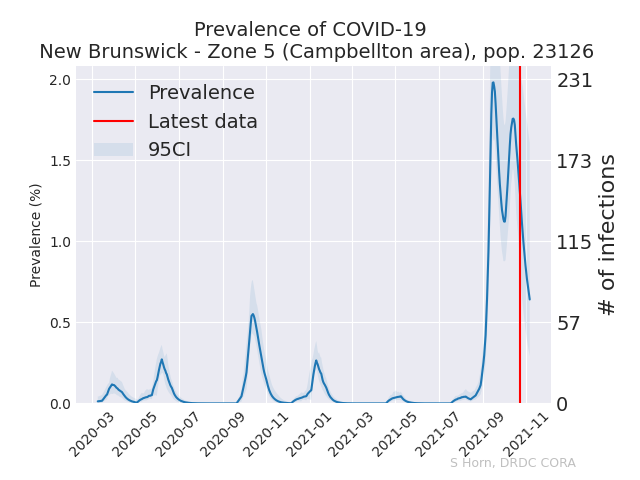 Prevalence of COVID-19
New Brunswick - Zone 5 (Campbellton area), pop. 23126
Prevalence
Latest data
95CI
Prevalence (%)
2.0
1.5
1.0
0.5
0.0
231
173
115
57
0
# of infections
2020-03
2020-05
2020-07
2020-09
2020-11
2021-01
2021-03
2021-05
2021-07
2021-09
2021-11
S Horn, DRDC CORA